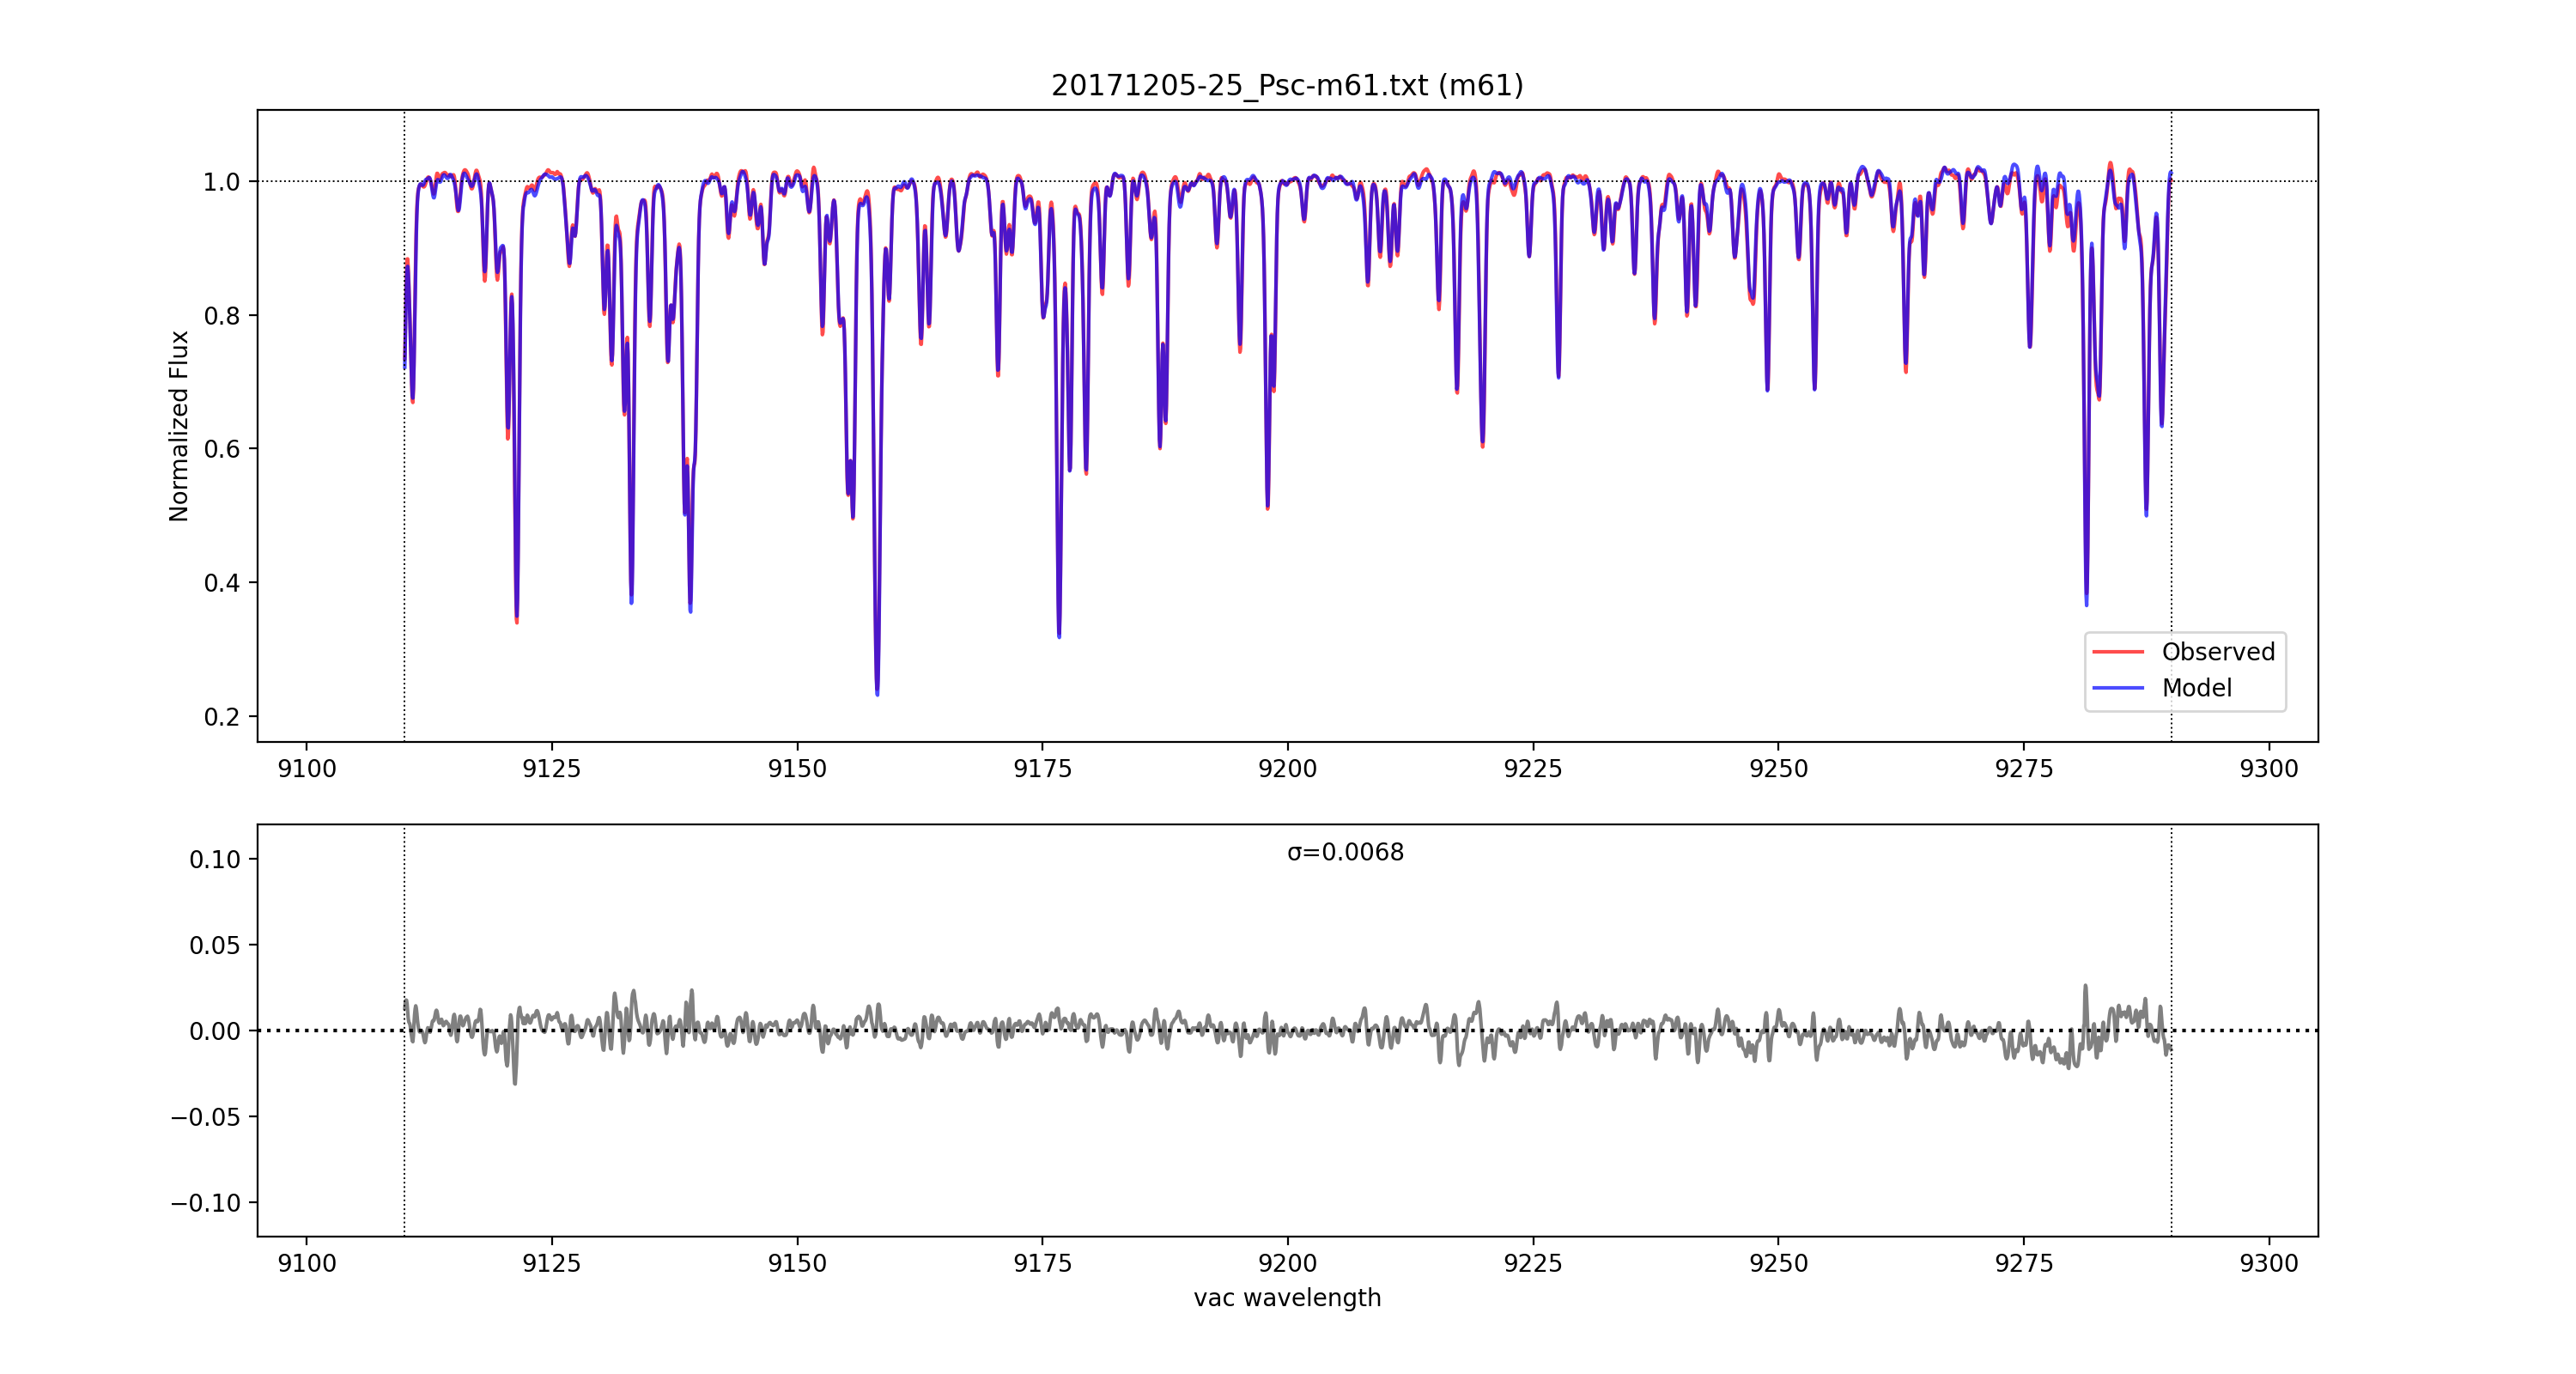 20171205-25_Psc-m61.txt (m61)
Normalized Flux
1.0
0.8
0.6
0.4
0.2
Observed
Model
9100 9125 9150 9175 9200 9225 9250 9275 9300
σ=0.0068
0.10
0.05
0.00
−0.05
−0.10
9100 9125 9150 9175 9200 9225 9250 9275 9300
vac wavelength